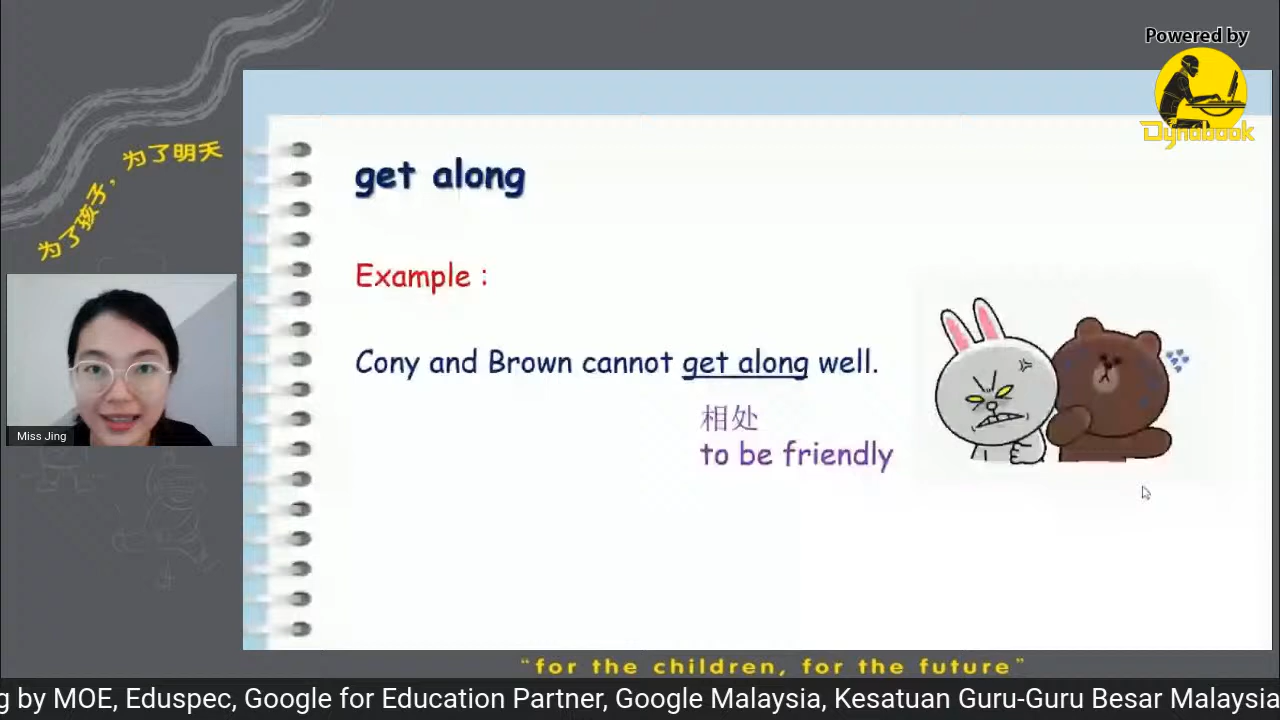 Powered by
Dynabook
为了孩子，为了明天
get along
Example :
Cony and Brown cannot get along well.
相处
to be friendly
Miss Jing
"for the children, for the future"
g by MOE, Eduspec, Google for Education Partner, Google Malaysia, Kesatuan Guru-Guru Besar Malaysia